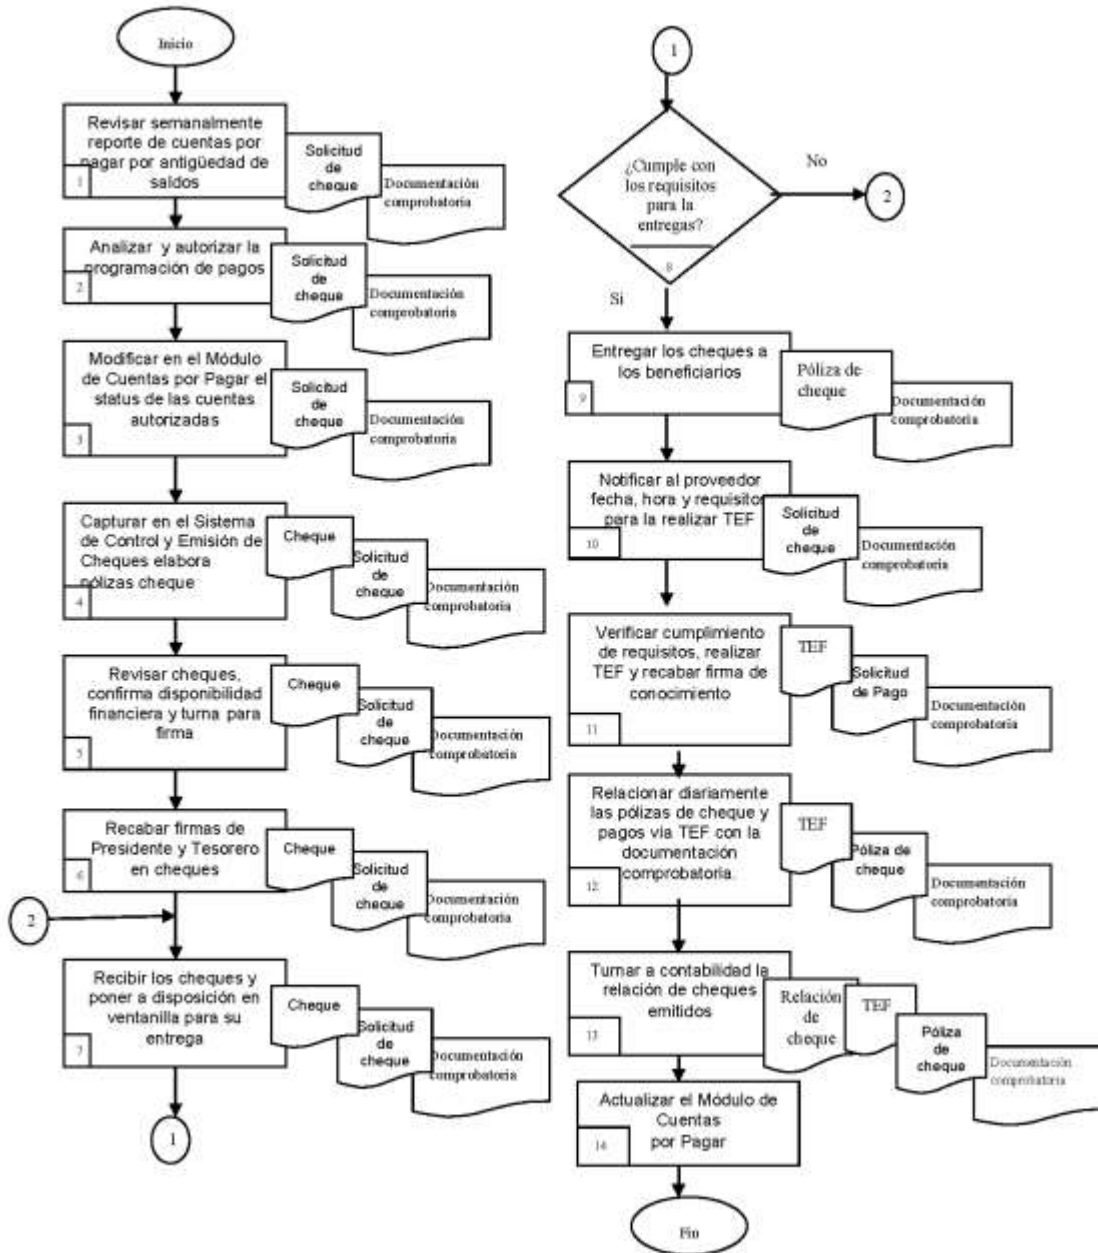 Inicio
Revisar semanalmente
reporte de cuentas por
pagar por antigüedad de
saldos
1
Solicitud
de
cheque
Documentación
comprobatoria
Analizar y autorizar la
programación de pagos
2
Solicitud
de
cheque
Documentación
comprobatoria
Modificar en el Módulo
de Cuentas por Pagar el
status de las cuentas
autorizadas
3
Solicitud
de
cheque
Documentación
comprobatoria
Capturar en el Sistema
de Control y Emisión de
Cheques elabora
pólizas cheque
4
Cheque
Solicitud
de
cheque
Documentación
comprobatoria
Revisar cheques,
confirma disponibilidad
financiera y turna para
firma
5
Cheque
Solicitud
de
cheque
Documentación
comprobatoria
Recabar firmas de
Presidente y Tesorero
en cheques
6
Cheque
Solicitud
de
cheque
Documentación
comprobatoria
2
Recibir los cheques y
poner a disposición en
ventanilla para su
entrega
7
Cheque
Solicitud
de
cheque
Documentación
comprobatoria
1
1
¿Cumple con
los requisitos
para la
entregas?
8
No
2
Si
Entregar los cheques a
los beneficiarios
9
Póliza de
cheque
Documentación
comprobatoria
Notificar al proveedor
fecha, hora y requisitos
para la realizar TEF
10
Solicitud
de
cheque
Documentación
comprobatoria
Verificar cumplimiento
de requisitos, realizar
TEF y recabar firma de
conocimiento
11
TEF
Solicitud
de Pago
Documentación
comprobatoria
Relacionar diariamente
las pólizas de cheque y
pagos vía TEF con la
documentación
comprobatoria.
12
TEF
Póliza de
cheque
Documentación
comprobatoria
Turnar a contabilidad la
relación de cheques
emitidos
13
Relación
de
cheque
TEF
Póliza
de
cheque
Documentación
comprobatoria
Actualizar el Módulo de
Cuentas
por Pagar
14
Fin